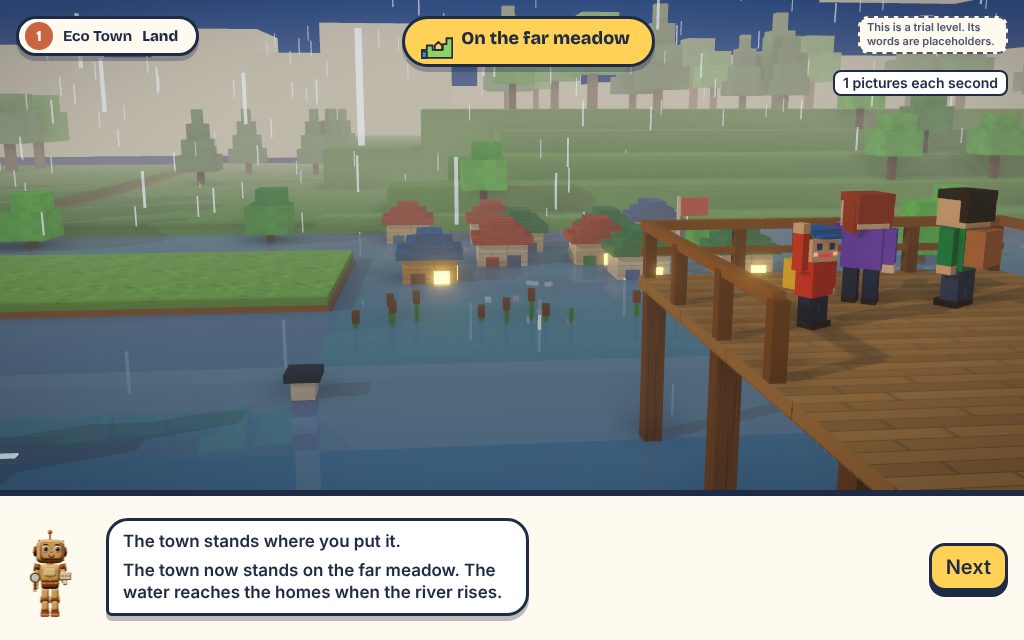 1 Eco Town Land
On the far meadow
This is a trial level. Its
words are placeholders.
1 pictures each second
The town stands where you put it.
The town now stands on the far meadow. The
water reaches the homes when the river rises.
Next